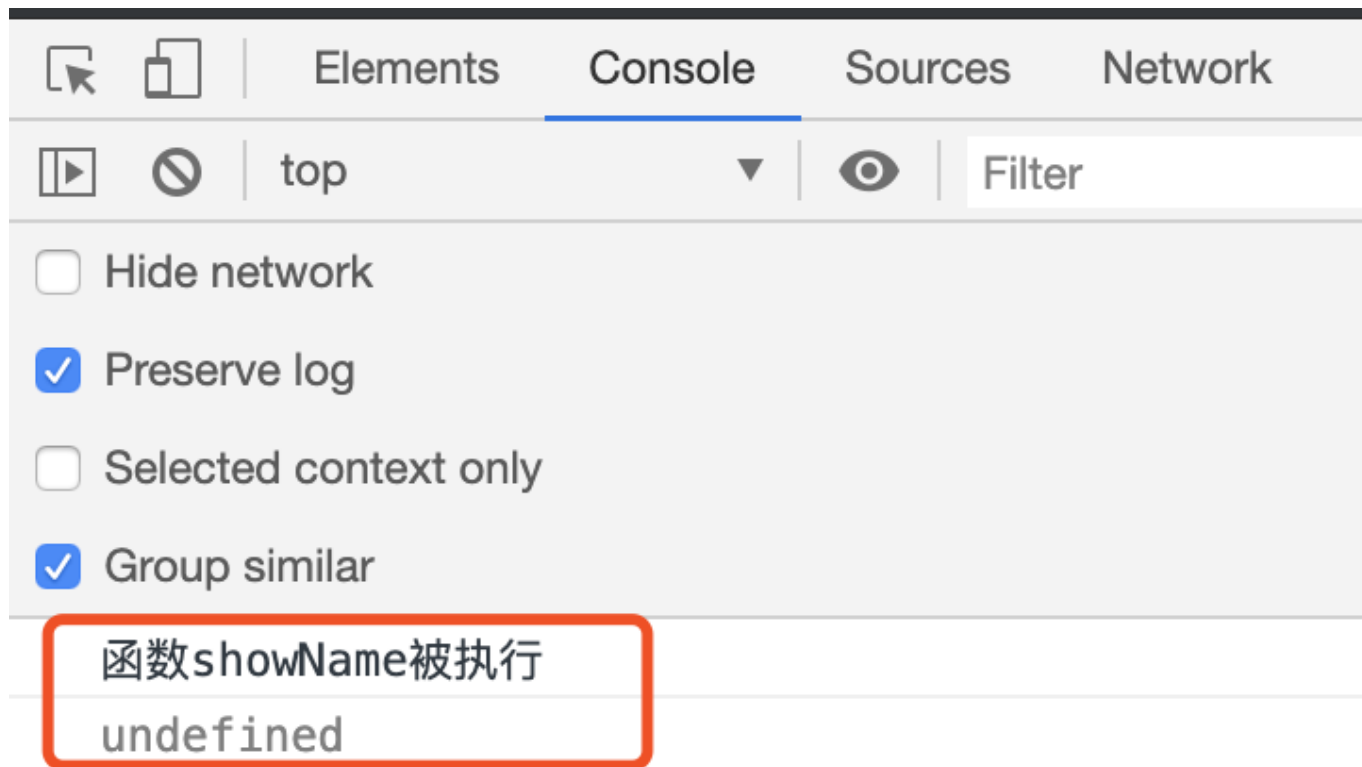 Elements Console Sources Network
top Filter
Hide network
Preserve log
Selected context only
Group similar
函数showName被执行
undefined